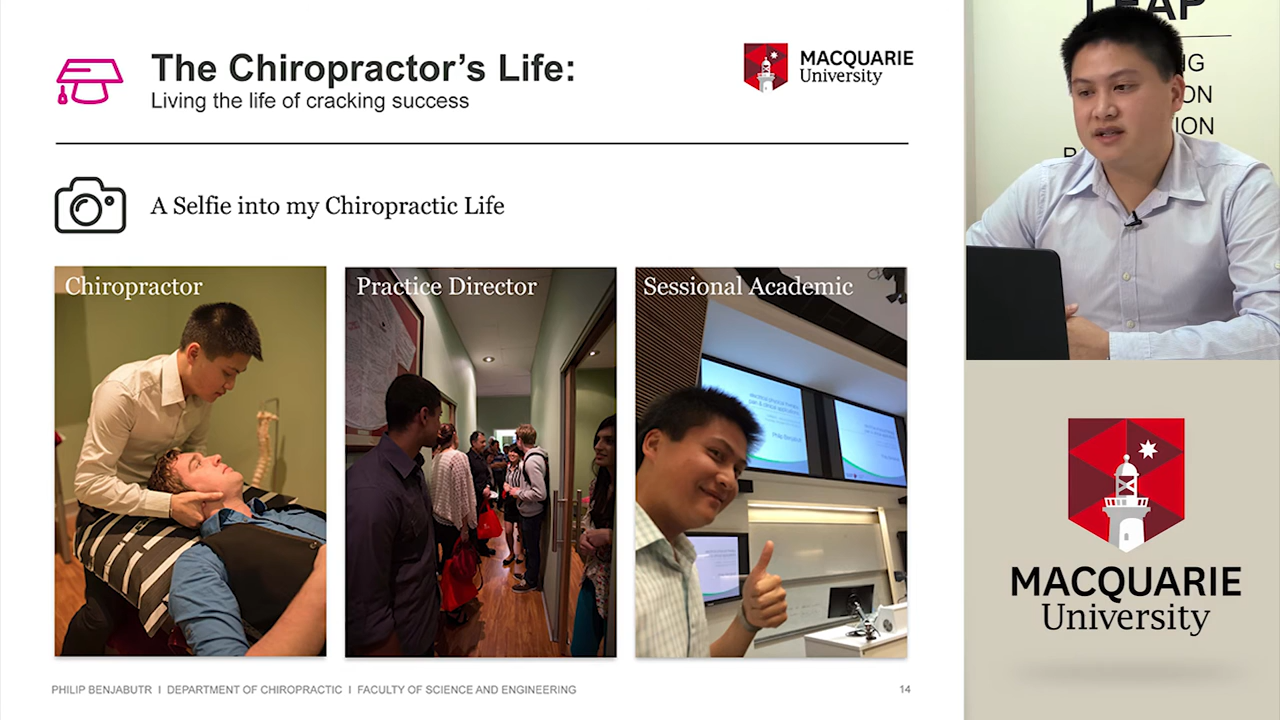 The Chiropractor's Life:
Living the life of cracking success
MACQUARIE
University
A Selfie into my Chiropractic Life
Chiropractor
Practice Director
Sessional Academic
PHILIP BENJABUTR I DEPARTMENT OF CHIROPRACTIC I FACULTY OF SCIENCE AND ENGINEERING
14
LEAP
MACQUARIE
University